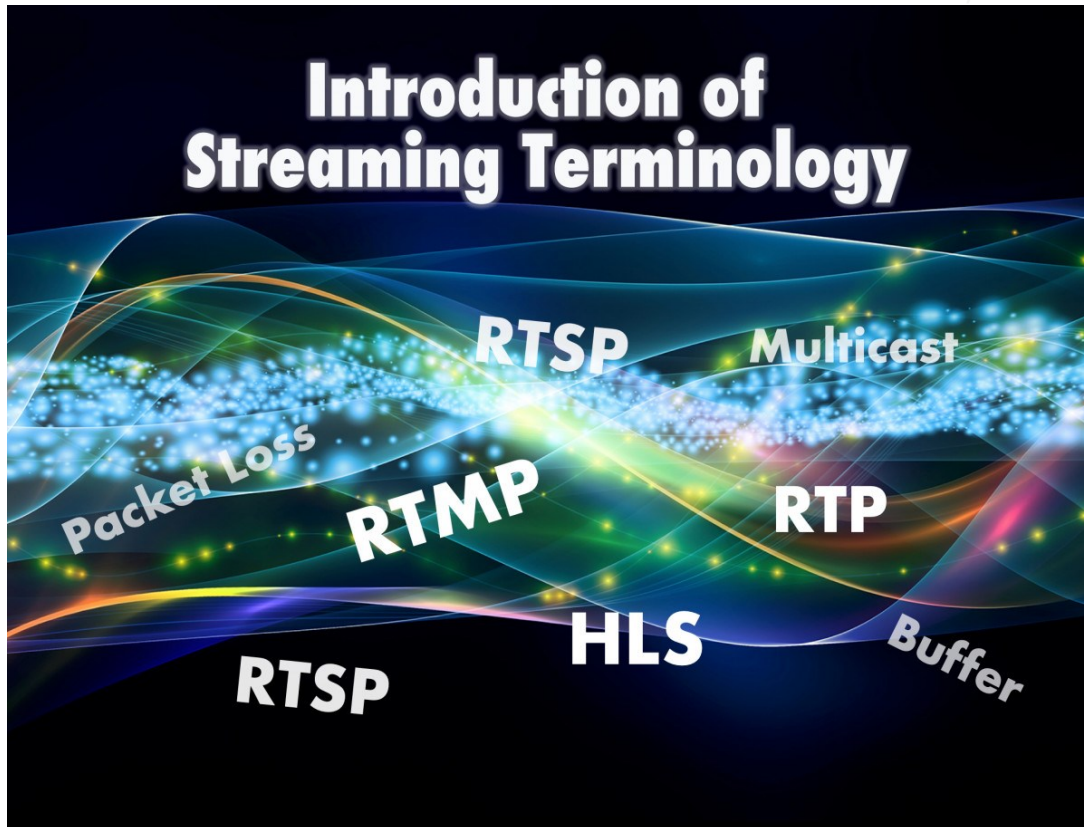 Introduction of
Streaming Terminology
RTSP
Multicast
Packet Loss
RTMP
RTP
HLS
Buffer
RTSP